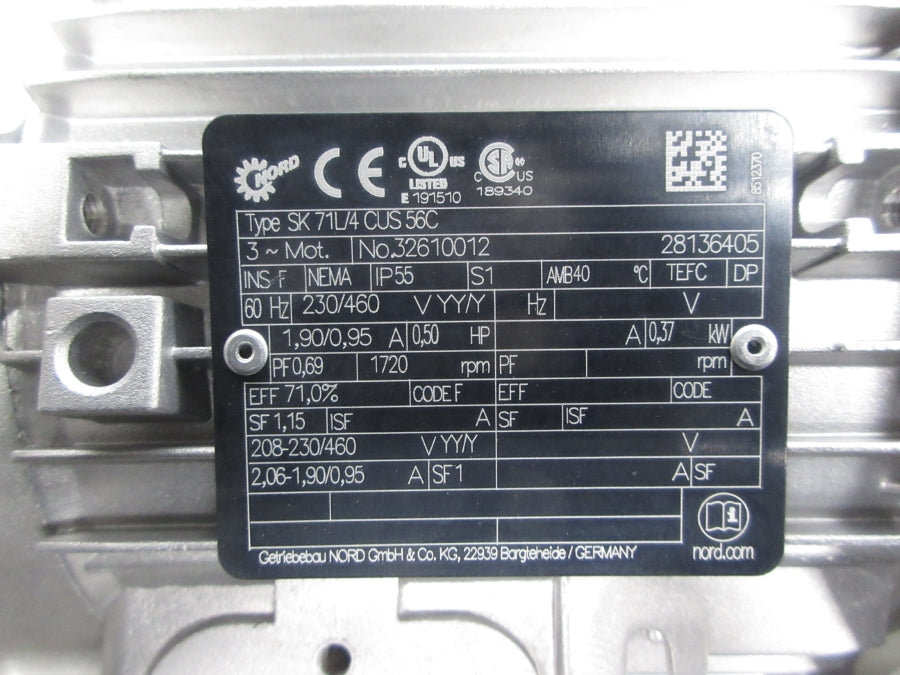 NORD CE c UL US LISTED E 191510 CSA C US 189340
8512370
Type SK 71L/4 CUS 56C
3 ~ Mot. No.32610012 28136405
INS F NEMA IP55 S1 AMB40 °C TEFC DP
60 Hz 230/460 V YY/Y Hz V
1,90/0,95 A 0,50 HP A 0,37 kW
PF 0,69 1720 rpm PF rpm
EFF 71,0% CODE F EFF CODE
SF 1,15 ISF A SF ISF A
208-230/460 V YY/Y V
2,06-1,90/0,95 A SF 1 A SF
Getriebebau NORD GmbH & Co. KG, 22939 Bargteheide / GERMANY nord.com